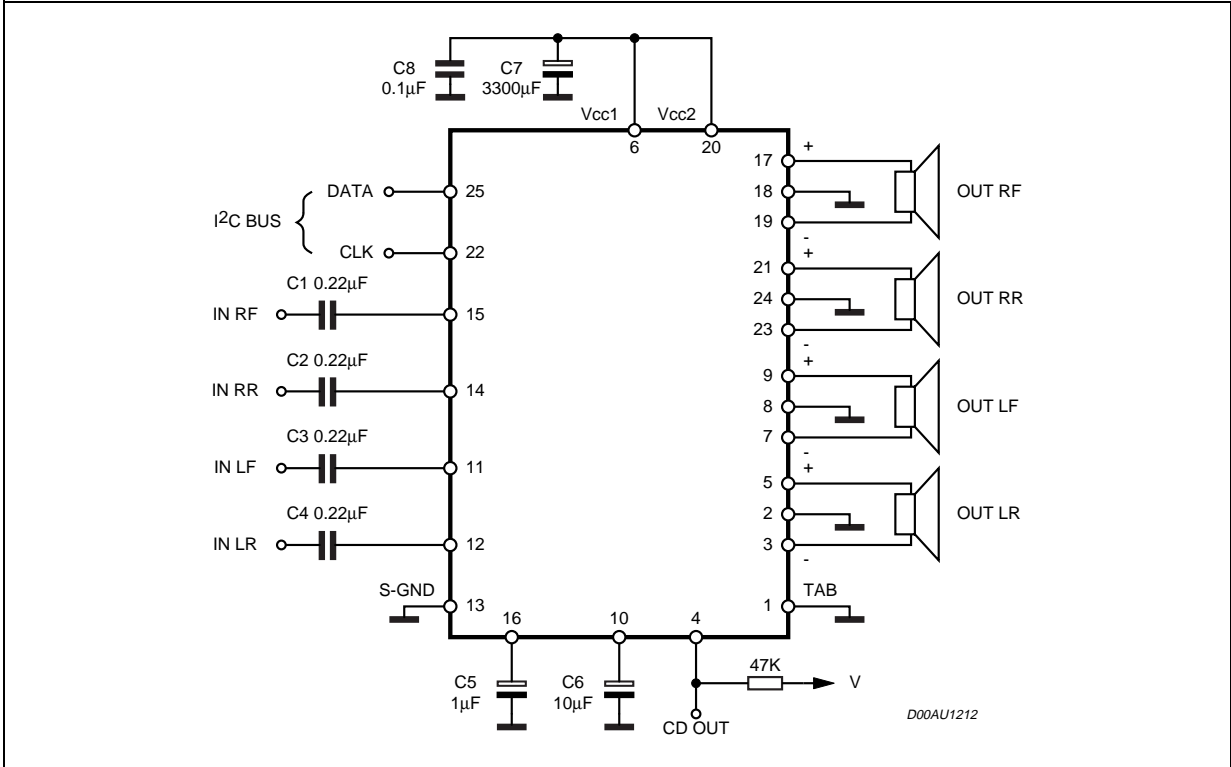 C8
0.1µF
C7
3300µF
Vcc1
Vcc2
6
20
I2C BUS
DATA
25
CLK
22
C1 0.22µF
IN RF
15
C2 0.22µF
IN RR
14
C3 0.22µF
IN LF
11
C4 0.22µF
IN LR
12
S-GND
13
17
+
18
19
-
OUT RF
21
+
24
23
-
OUT RR
9
+
8
7
-
OUT LF
5
+
2
3
-
OUT LR
1
TAB
16
10
4
C5
1µF
C6
10µF
47K
V
CD OUT
D00AU1212